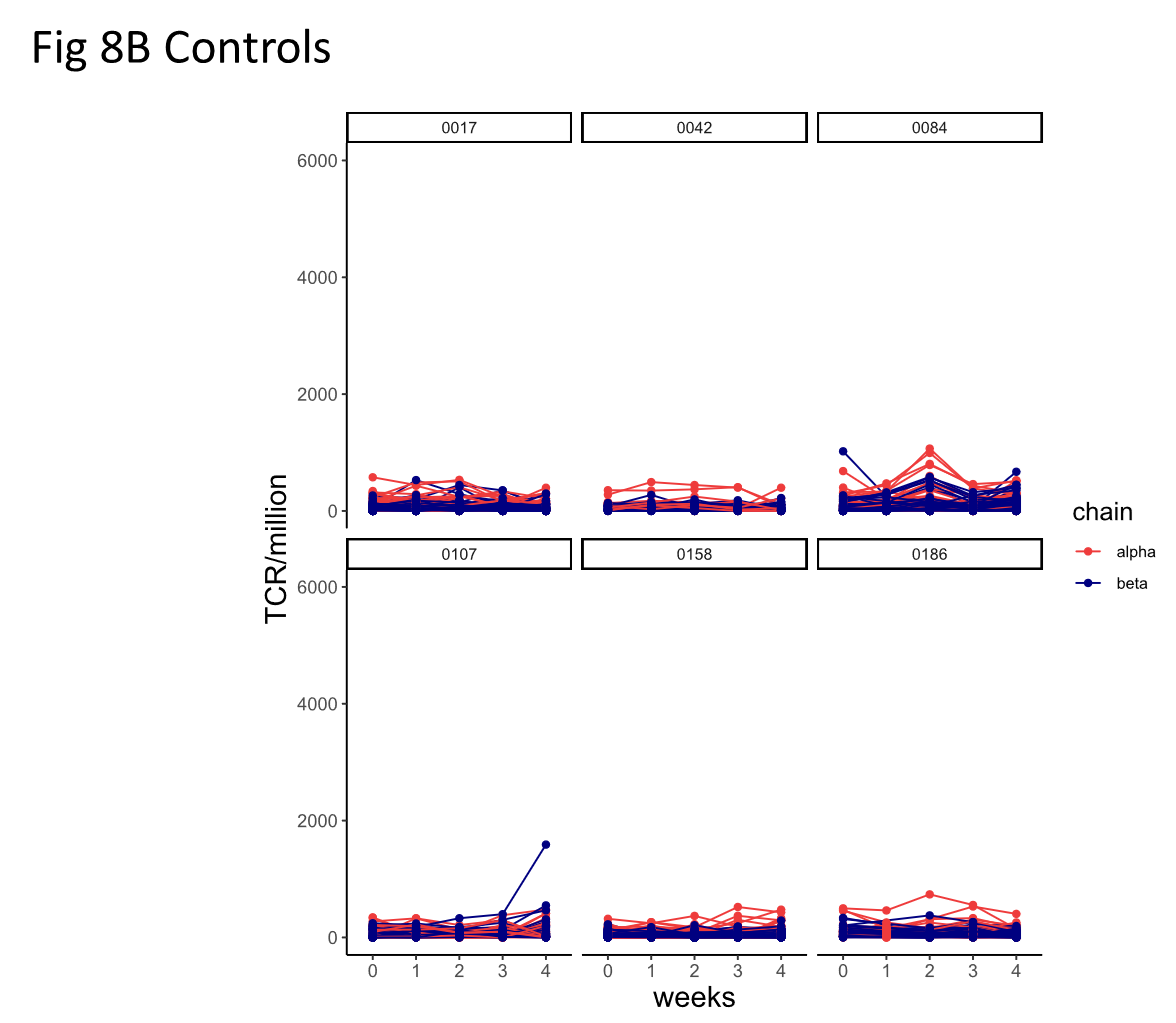 Fig 8B Controls
0017 0042 0084
6000
4000
2000
0
0107 0158 0186
6000
4000
2000
0
TCR/million
0 1 2 3 4 0 1 2 3 4 0 1 2 3 4
weeks
chain
alpha
beta